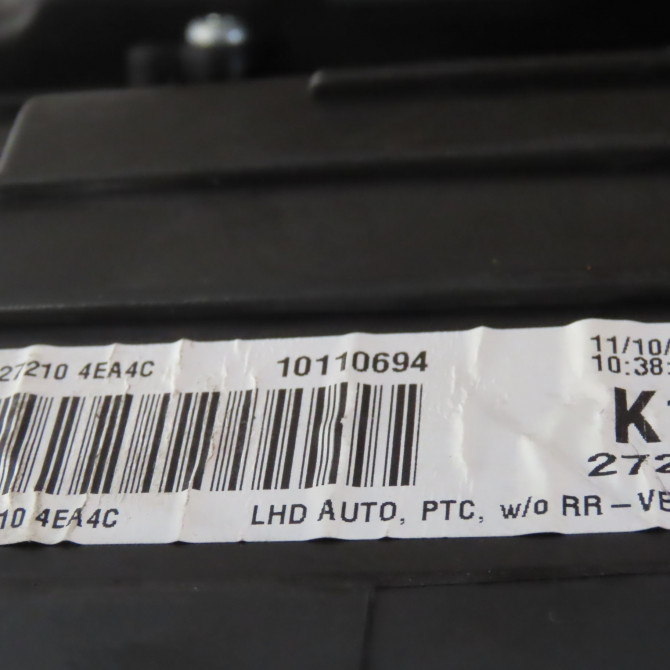 27210 4EA4C 10110694 11/10/
10:38:
K
272
10 4EA4C LHD AUTO, PTC, w/o RR-VE